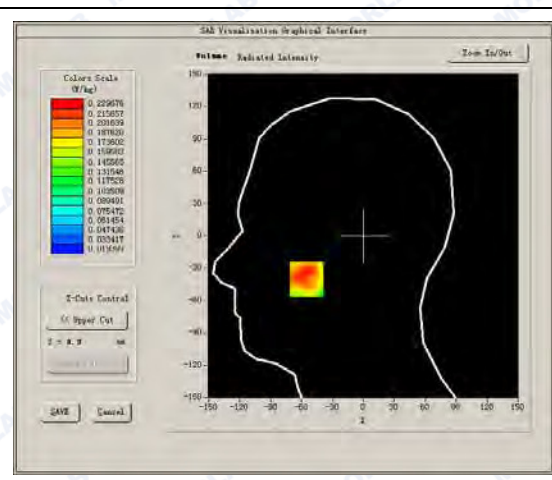 SAR Visualisation Graphical Interface
Volume Radiated Intensity
Zoom In/Out
Colors Scale
(W/kg)
0.229676
0.215657
0.201639
0.187620
0.173602
0.159583
0.145565
0.131546
0.117528
0.103509
0.089491
0.075472
0.061454
0.047436
0.033417
Z-Cuts Control
<< Upper Cut
Z = 0.0 mm
SAVE
Cancel
150
120
90
60
30
0
-30
-60
-90
-120
-150
-150 -120 -90 -60 -30 0 30 60 90 120 150
X